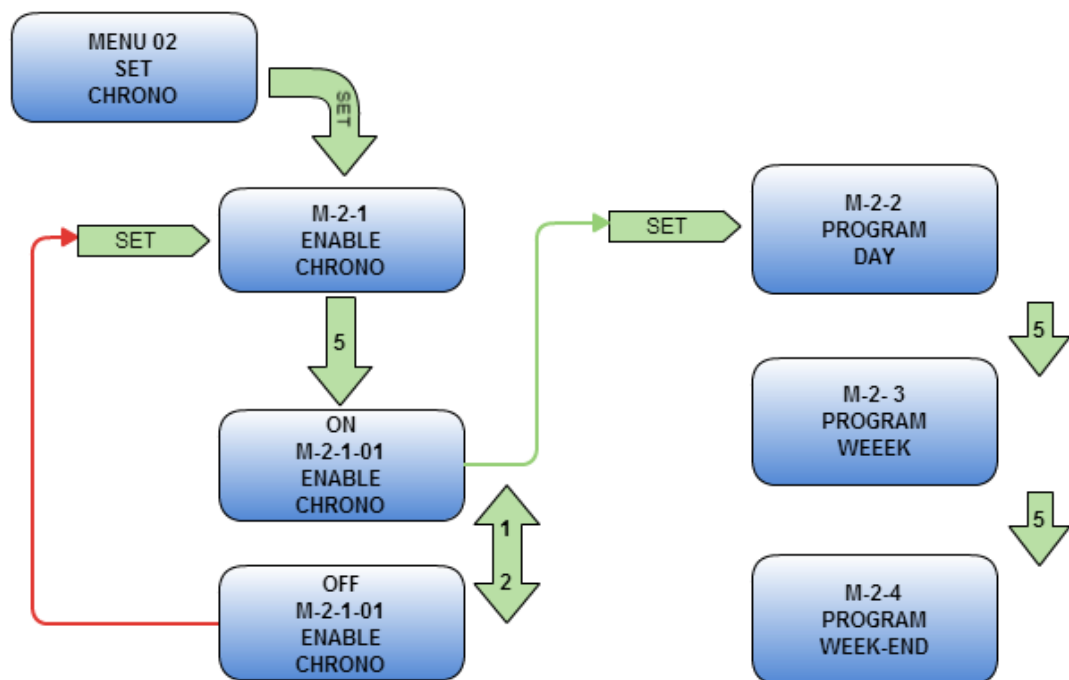 MENU 02
SET
CHRONO
SET
SET
M-2-1
ENABLE
CHRONO
5
ON
M-2-1-01
ENABLE
CHRONO
1
2
OFF
M-2-1-01
ENABLE
CHRONO
SET
M-2-2
PROGRAM
DAY
5
M-2- 3
PROGRAM
WEEEK
5
M-2-4
PROGRAM
WEEK-END